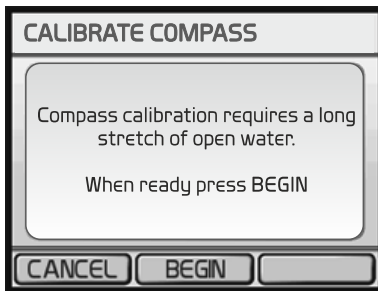 CALIBRATE COMPASS
Compass calibration requires a long
stretch of open water.
When ready press BEGIN
CANCEL
BEGIN